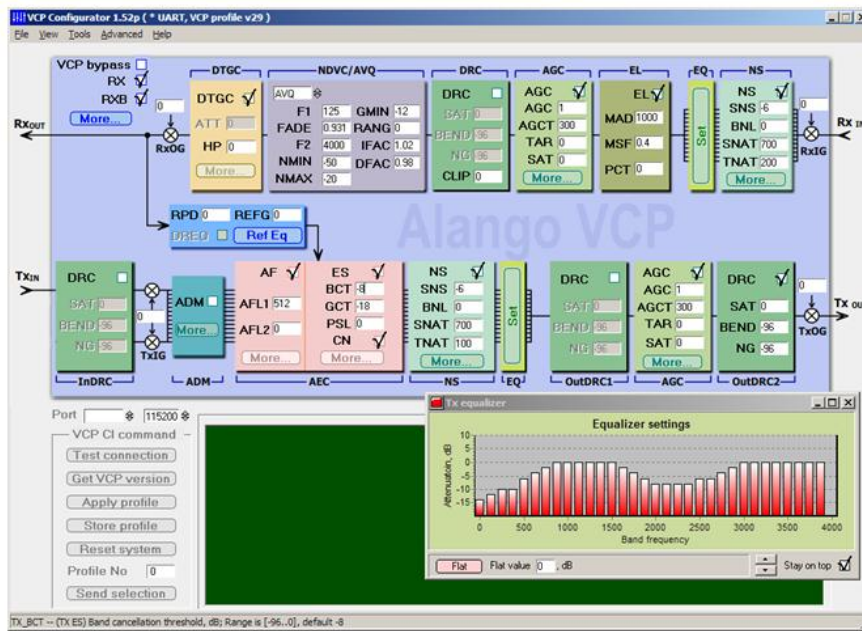 VCP Configurator 1.52p ( * UART, VCP profile v29 )
File View Tools Advanced Help
VCP bypass
RX
RXB
More...
0
RxOUT
RxOG
DTGC
DTGC
ATT 0
HP 0
More...
NDVC/AVQ
AVQ
F1 125 GMIN -12
FADE 0.931 RANG 0
F2 4000 IFAC 1.02
NMIN -50 DFAC 0.98
NMAX -20
DRC
DRC
SAT 0
BEND -96
NG -96
CLIP 0
AGC
AGC
AGC 1
AGCT 300
TAR 0
SAT 0
More...
EL
EL
MAD 1000
MSF 0.4
PCT 0
EQ
Set
NS
NS
SNS -6
BNL 0
SNAT 700
TNAT 200
More...
0
Rx IN
RxIG
RPD 0 REFG 0
DREQ Ref Eq
Alango VCP
TxIN
DRC
SAT 0
BEND -96
NG -96
InDRC
0
TxIG
ADM
More...
ADM
AF
AFL1 512
AFL2 0
More...
ES
BCT -8
GCT -18
PSL 0
CN
More...
AEC
NS
SNS -6
BNL 0
SNAT 700
TNAT 100
More...
NS
Set
EQ
DRC
SAT 0
BEND -96
NG -96
OutDRC1
AGC
AGC 1
AGCT 300
TAR 0
SAT 0
More...
AGC
DRC
SAT 0
BEND -96
NG -96
OutDRC2
0
Tx OUT
TxOG
Port 115200
VCP CI command
Test connection
Get VCP version
Apply profile
Store profile
Reset system
Profile No 0
Send selection
Tx equalizer
Equalizer settings
Attenuatoin, dB
10
5
0
-5
-10
-15
0 500 1000 1500 2000 2500 3000 3500 4000
Band frequency
Flat Flat value 0 , dB Stay on top
TX_BCT -- (TX ES) Band cancellation threshold, dB; Range is [-96..0], default -8